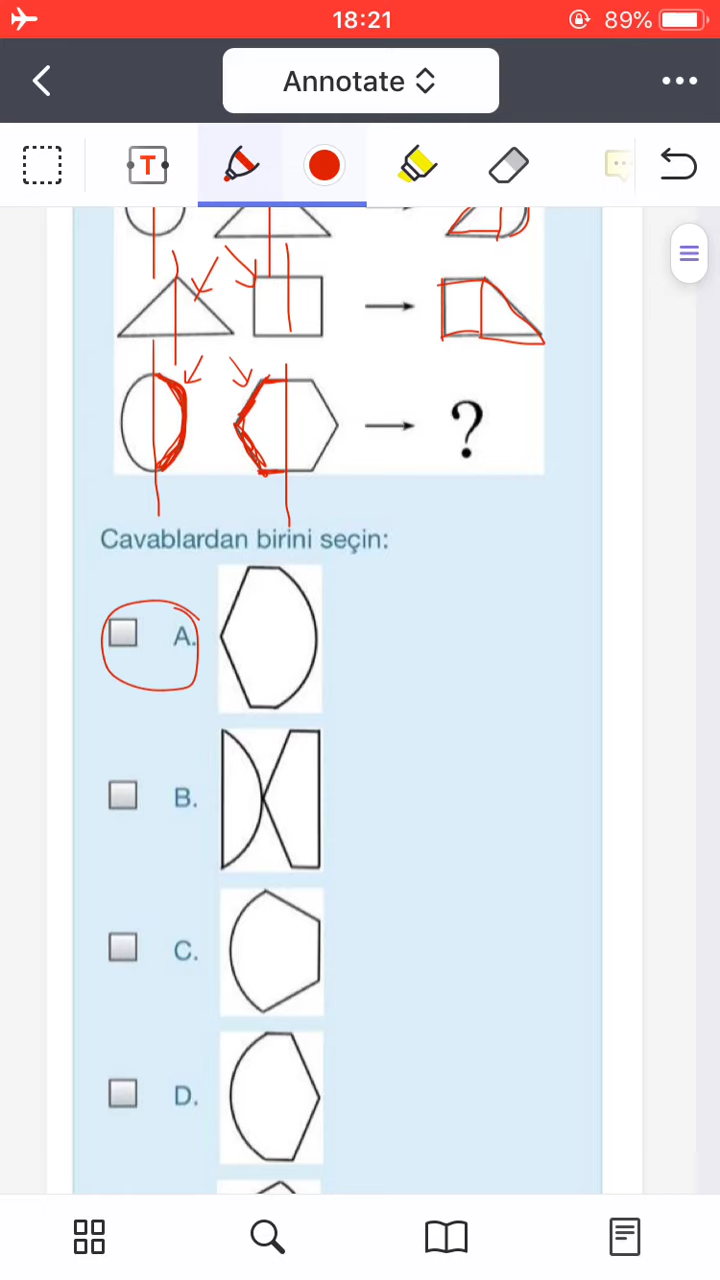 18:21
89%
Annotate
T
?
Cavablardan birini seçin:
A.
B.
C.
D.